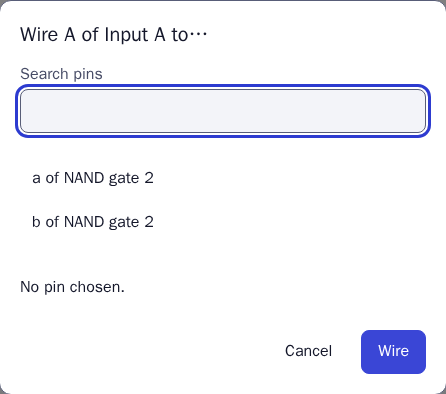 Wire A of Input A to…
Search pins
a of NAND gate 2
b of NAND gate 2
No pin chosen.
Cancel
Wire